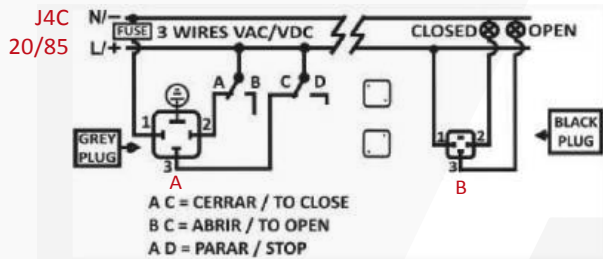 J4C N/- CLOSED OPEN
FUSE 3 WIRES VAC/VDC
20/85 L/+
A B C D
1 2 1 2
GREY PLUG
BLACK PLUG
3 3
A B
A C = CERRAR / TO CLOSE
B C = ABRIR / TO OPEN
A D = PARAR / STOP